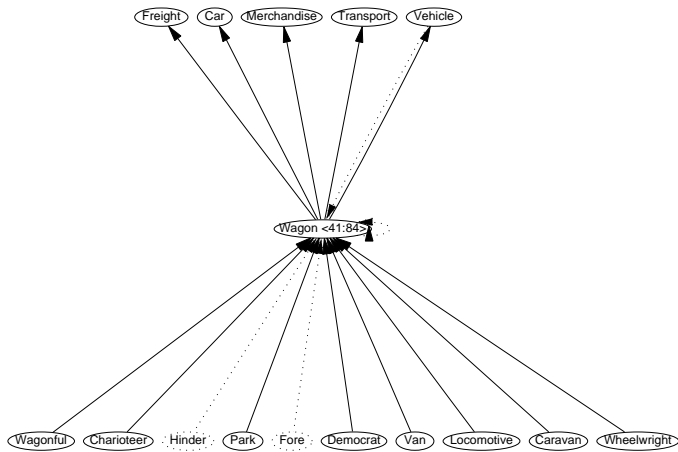 Freight Car Merchandise Transport Vehicle
Wagon <41:84>
Wagonful Charioteer Hinder Park Fore Democrat Van Locomotive Caravan Wheelwright